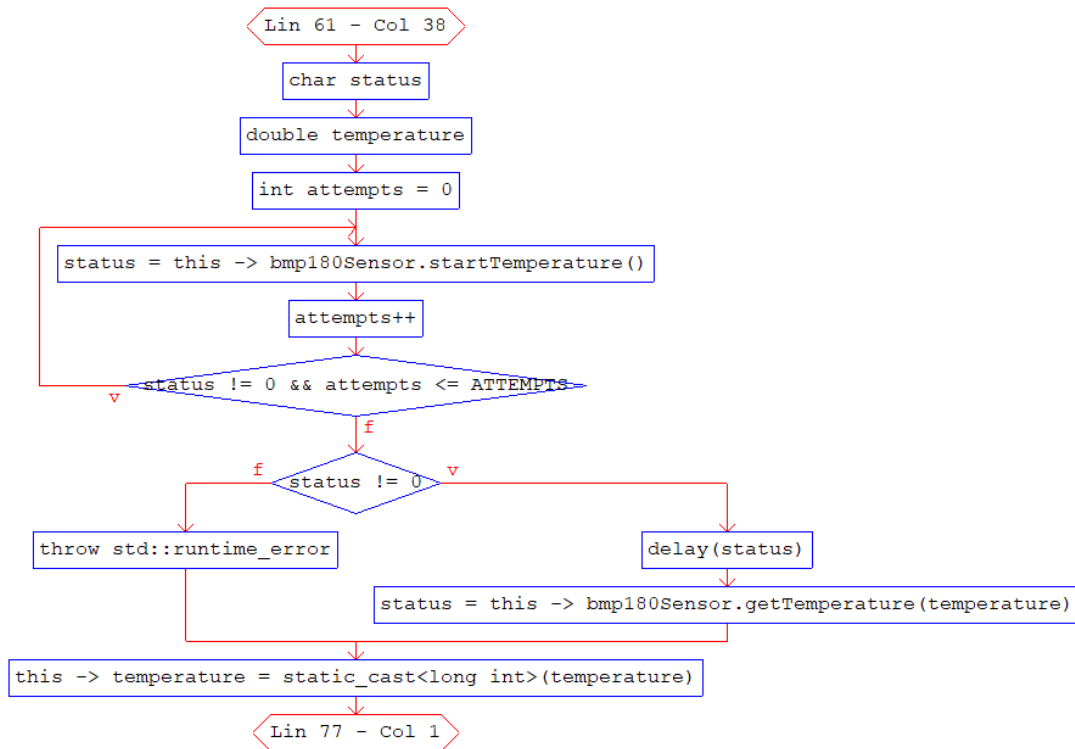 Lin 61 - Col 38
char status
double temperature
int attempts = 0
status = this -> bmp180Sensor.startTemperature()
attempts++
status != 0 && attempts <= ATTEMPTS
v
f
f
status != 0
v
throw std::runtime_error
delay(status)
status = this -> bmp180Sensor.getTemperature(temperature)
this -> temperature = static_cast<long int>(temperature)
Lin 77 - Col 1